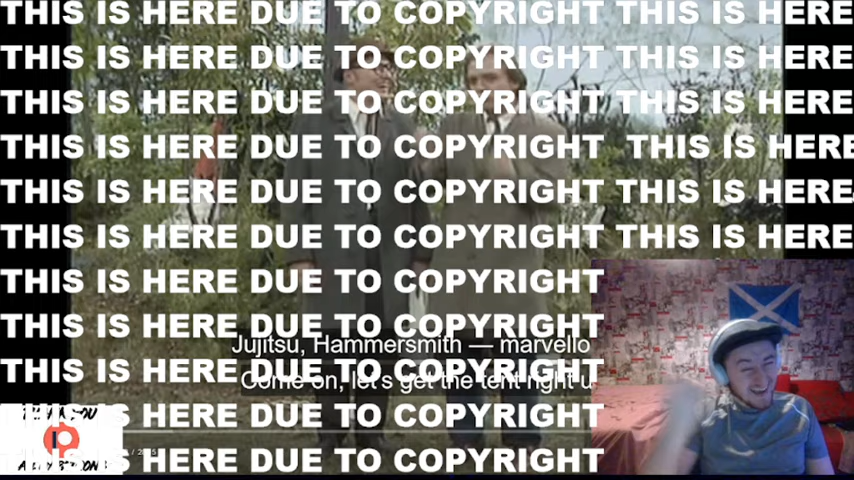 THIS IS HERE DUE TO COPYRIGHT THIS IS HERE
THIS IS HERE DUE TO COPYRIGHT THIS IS HERE
THIS IS HERE DUE TO COPYRIGHT THIS IS HERE
THIS IS HERE DUE TO COPYRIGHT THIS IS HERE
THIS IS HERE DUE TO COPYRIGHT THIS IS HERE
THIS IS HERE DUE TO COPYRIGHT THIS IS HERE
THIS IS HERE DUE TO COPYRIGHT
THIS IS HERE DUE TO COPYRIGHT
Jujitsu, Hammersmith — marvello
THIS IS HERE DUE TO COPYRIGHT
Come on, let's get the tent right u
HERE DUE TO COPYRIGHT
HERE DUE TO COPYRIGHT